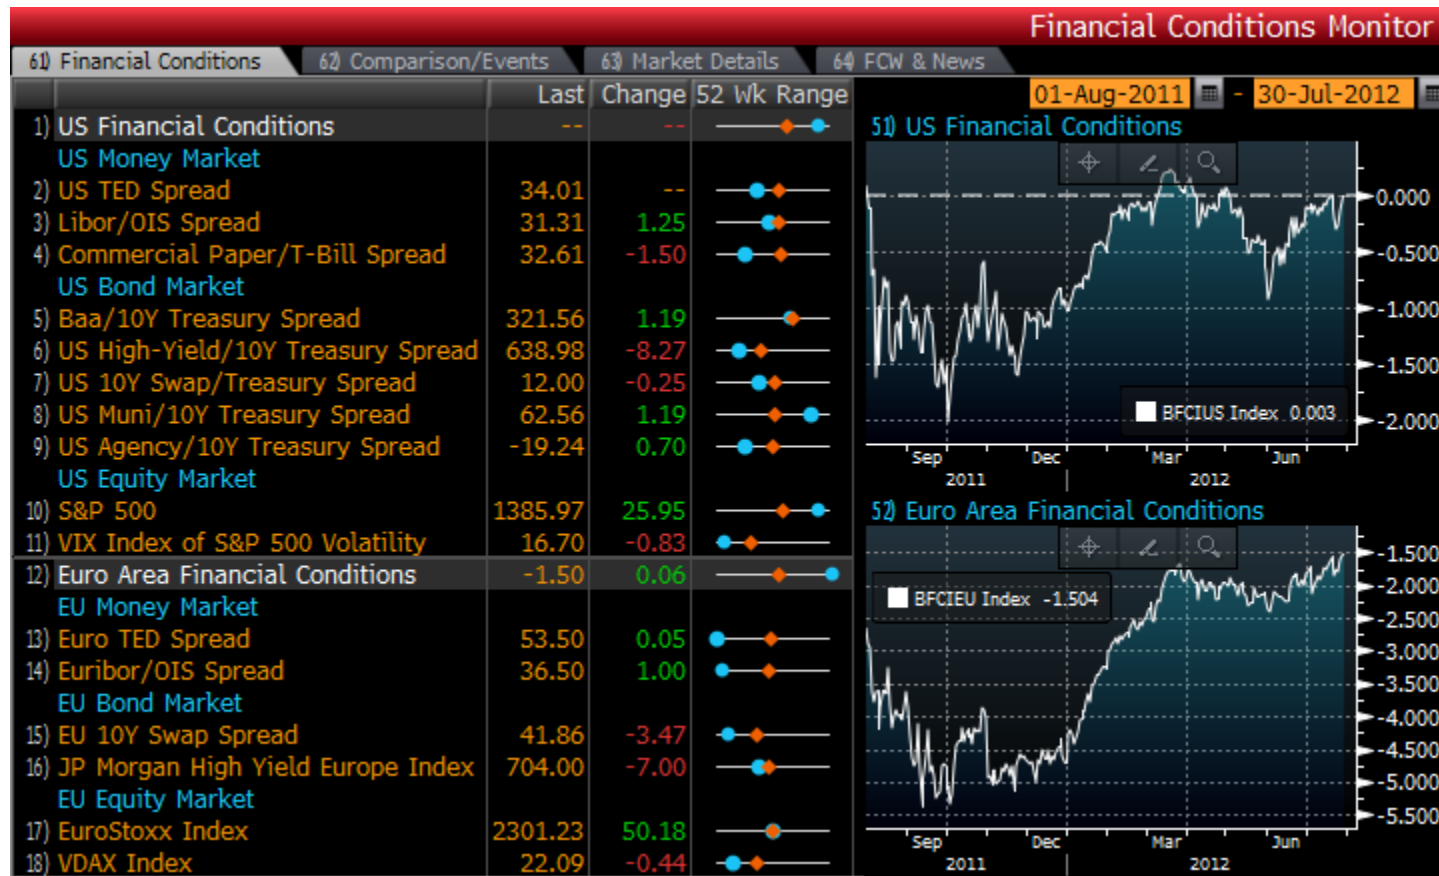 Financial Conditions Monitor
61) Financial Conditions 62) Comparison/Events 63) Market Details 64) FCW & News
Last Change 52 Wk Range
01-Aug-2011 - 30-Jul-2012
1) US Financial Conditions -- --
US Money Market
2) US TED Spread 34.01 --
3) Libor/OIS Spread 31.31 1.25
4) Commercial Paper/T-Bill Spread 32.61 -1.50
US Bond Market
5) Baa/10Y Treasury Spread 321.56 1.19
6) US High-Yield/10Y Treasury Spread 638.98 -8.27
7) US 10Y Swap/Treasury Spread 12.00 -0.25
8) US Muni/10Y Treasury Spread 62.56 1.19
9) US Agency/10Y Treasury Spread -19.24 0.70
US Equity Market
10) S&P 500 1385.97 25.95
11) VIX Index of S&P 500 Volatility 16.70 -0.83
12) Euro Area Financial Conditions -1.50 0.06
EU Money Market
13) Euro TED Spread 53.50 0.05
14) Euribor/OIS Spread 36.50 1.00
EU Bond Market
15) EU 10Y Swap Spread 41.86 -3.47
16) JP Morgan High Yield Europe Index 704.00 -7.00
EU Equity Market
17) EuroStoxx Index 2301.23 50.18
18) VDAX Index 22.09 -0.44
51) US Financial Conditions
0.000
-0.500
-1.000
-1.500
-2.000
BFCIUS Index 0.003
Sep Dec Mar Jun
2011 2012
52) Euro Area Financial Conditions
-1.500
-2.000
-2.500
-3.000
-3.500
-4.000
-4.500
-5.000
-5.500
BFCIEU Index -1.504
Sep Dec Mar Jun
2011 2012